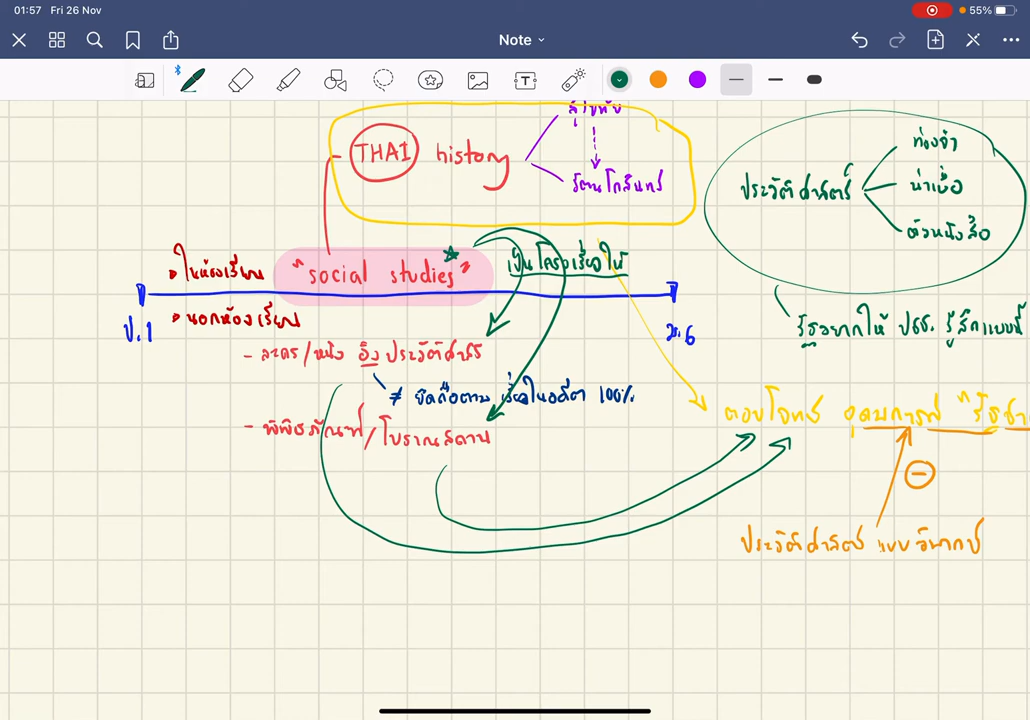 01:57 Fri 26 Nov
55%
Note
สุโขทัย
THAI history
รัตนโกสินทร์
ประวัติศาสตร์
ท่องจำ
น่าเบื่อ
ตัวหนังสือ
• ในห้องเรียน
"social studies"
เป็นโครงเรื่องให้
• นอกห้องเรียน
ป.1
ม.6
รัฐอยากให้ ปชช. รู้สึกแบบนี้
- ละคร/หนัง อิง ประวัติศาสตร์
≠ ยึดถือตาม เรื่องในอดีต 100%
ตอบโจทย์ อุดมการณ์ "รัฐชา
- พิพิธภัณฑ์/โบราณสถาน
ประวัติศาสตร์ แบบ วิพากษ์